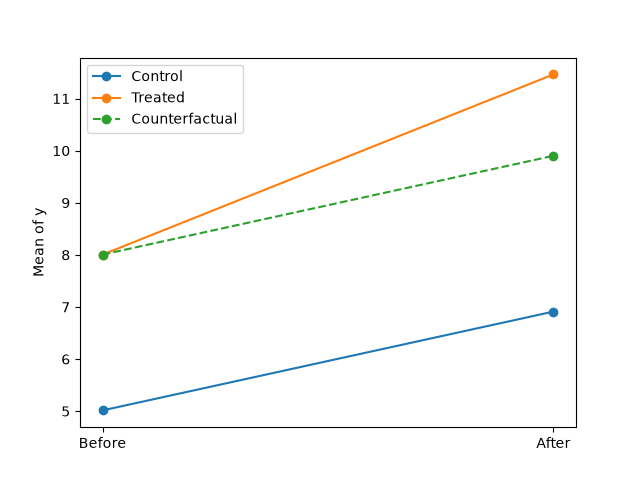 Control
Treated
Counterfactual
Mean of y
11
10
9
8
7
6
5
Before
After